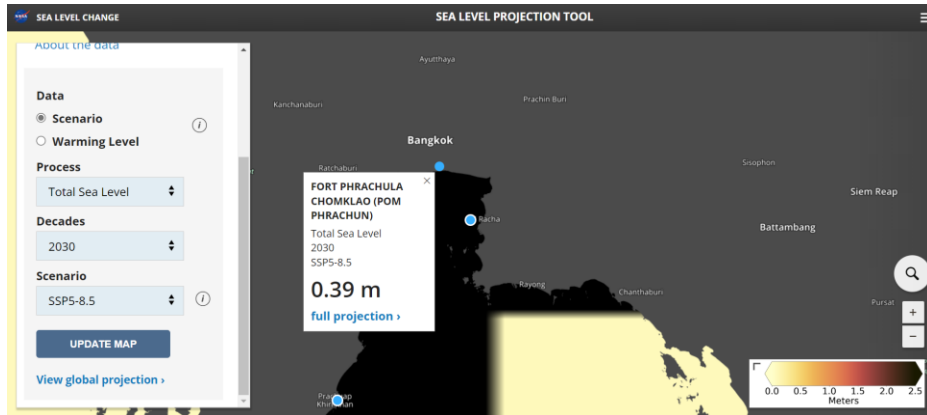 SEA LEVEL CHANGE
SEA LEVEL PROJECTION TOOL
About the data
Data
Scenario
Warming Level
Process
Total Sea Level
Decades
2030
Scenario
SSP5-8.5
UPDATE MAP
View global projection ›
Ayutthaya
Kanchanaburi
Prachin Buri
Bangkok
Ratchaburi
Sisophon
Siem Reap
Racha
Battambang
Rayong
Chanthaburi
Pursat
FORT PHRACHULA
CHOMKLAO (POM
PHRACHUN)
Total Sea Level
2030
SSP5-8.5
0.39 m
full projection ›
Khirikhan
0.0 0.5 1.0 1.5 2.0 2.5
Meters